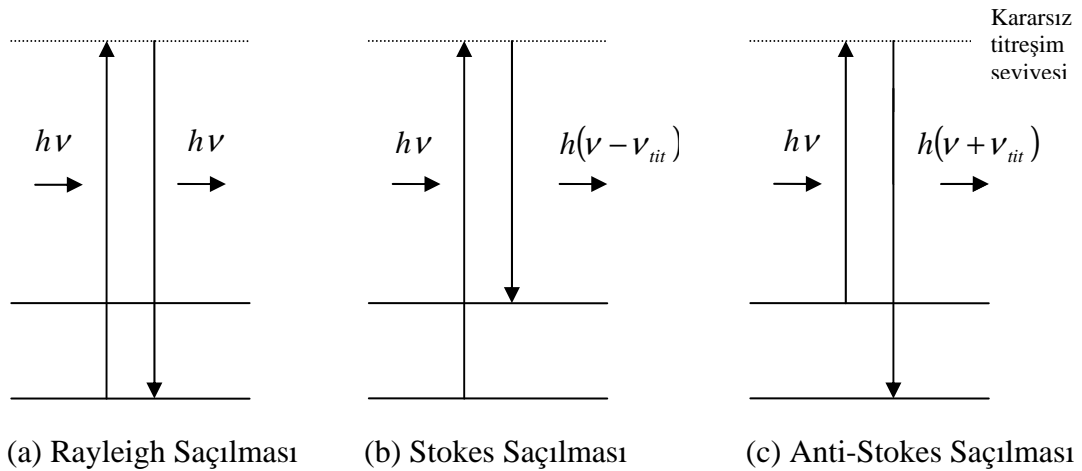 Kararsız
titreşim
seviyesi
hν hν
hν h(ν − ν_tit)
hν h(ν + ν_tit)
(a) Rayleigh Saçılması
(b) Stokes Saçılması
(c) Anti-Stokes Saçılması